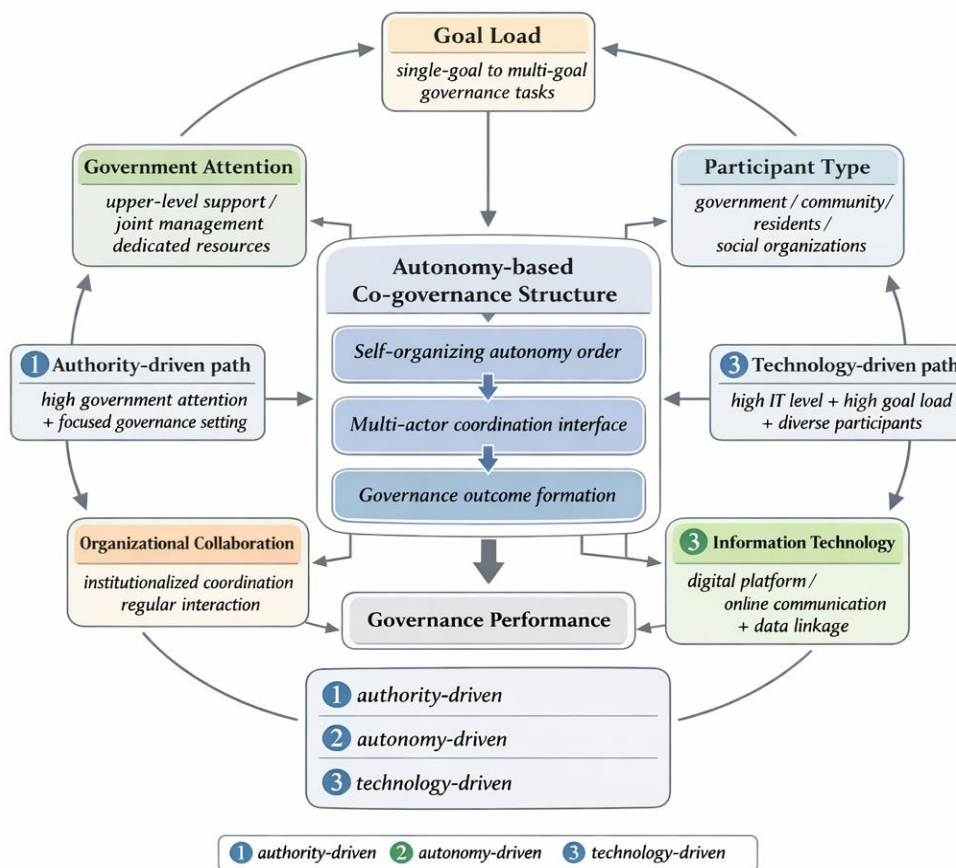 Goal Load
single-goal to multi-goal
governance tasks
Government Attention
upper-level support /
joint management
dedicated resources
Participant Type
government / community/
residents /
social organizations
Autonomy-based
Co-governance Structure
Self-organizing autonomy order
Multi-actor coordination interface
Governance outcome formation
1 Authority-driven path
high government attention
+ focused governance setting
3 Technology-driven path
high IT level + high goal load
+ diverse participants
Organizational Collaboration
institutionalized coordination
regular interaction
3 Information Technology
digital platform /
online communication
+ data linkage
Governance Performance
1 authority-driven
2 autonomy-driven
3 technology-driven
1 authority-driven 2 autonomy-driven 3 technology-driven